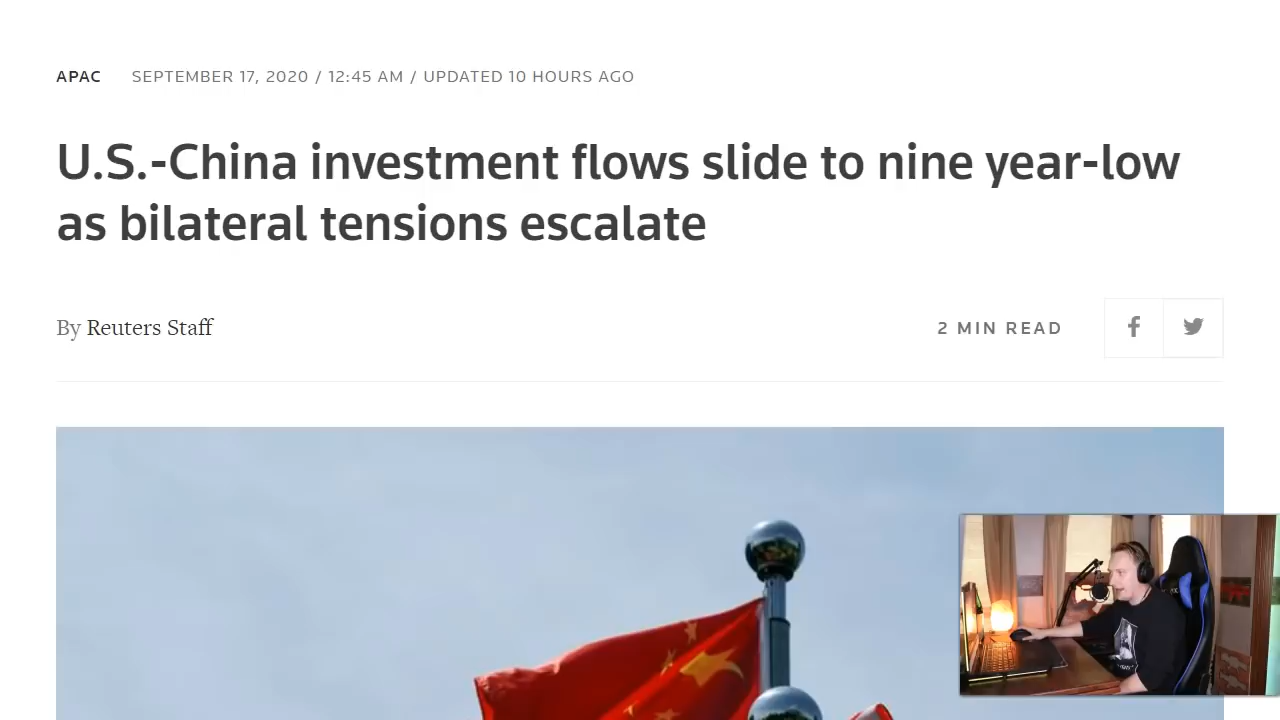 APAC SEPTEMBER 17, 2020 / 12:45 AM / UPDATED 10 HOURS AGO
U.S.-China investment flows slide to nine year-low
as bilateral tensions escalate
By Reuters Staff
2 MIN READ